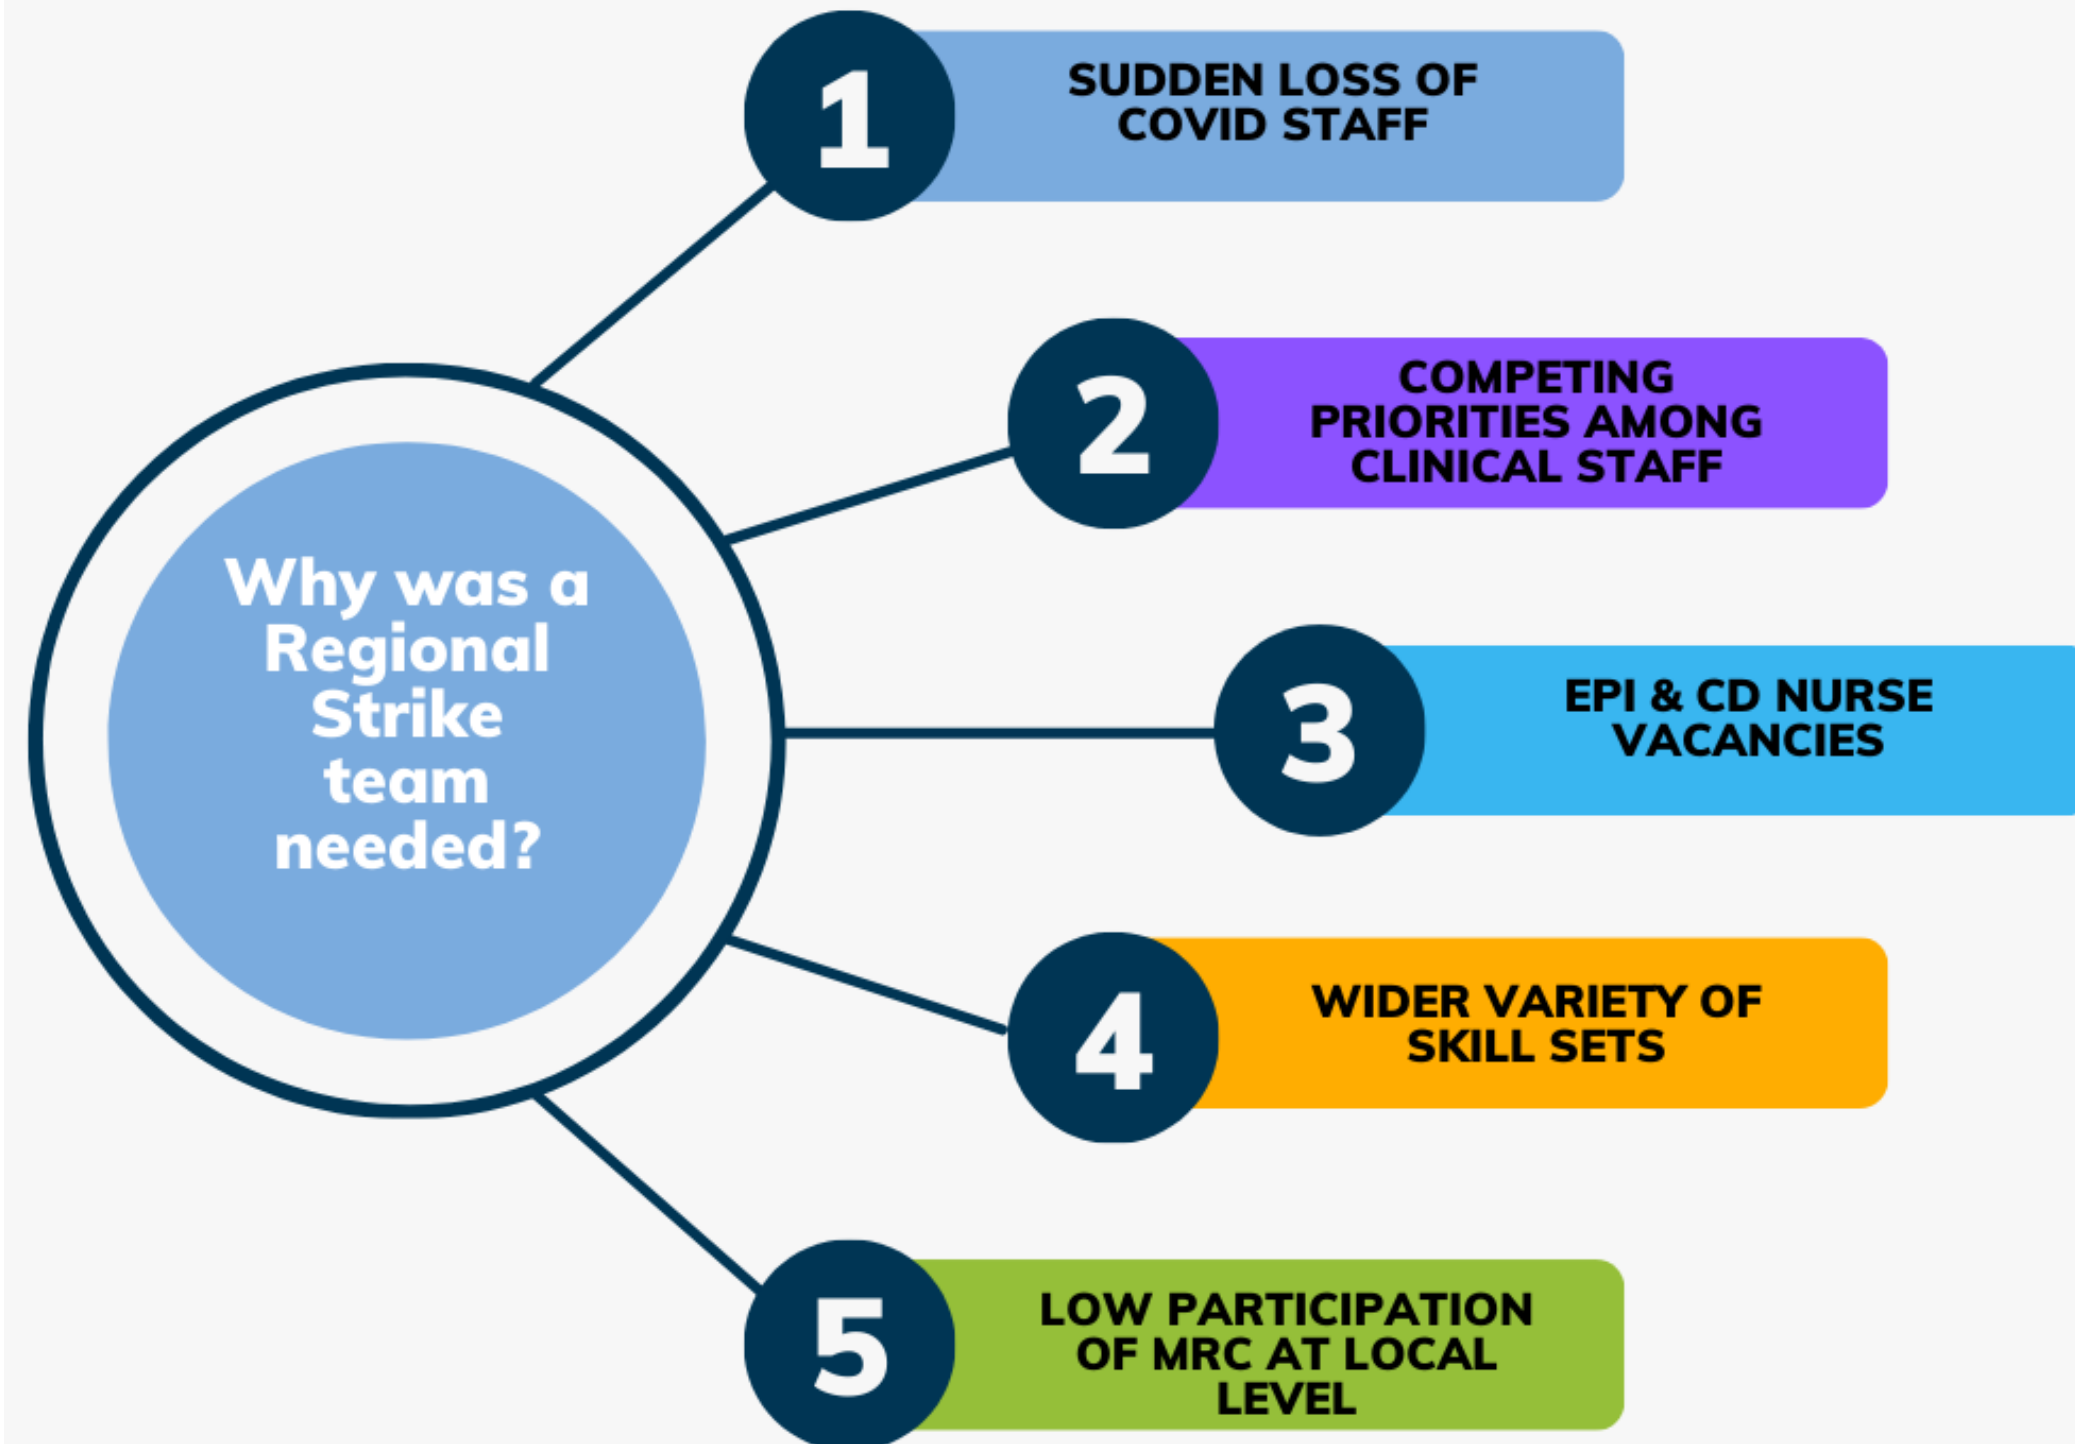 Why was a
Regional
Strike
team
needed?
1
SUDDEN LOSS OF
COVID STAFF
2
COMPETING
PRIORITIES AMONG
CLINICAL STAFF
3
EPI & CD NURSE
VACANCIES
4
WIDER VARIETY OF
SKILL SETS
5
LOW PARTICIPATION
OF MRC AT LOCAL
LEVEL